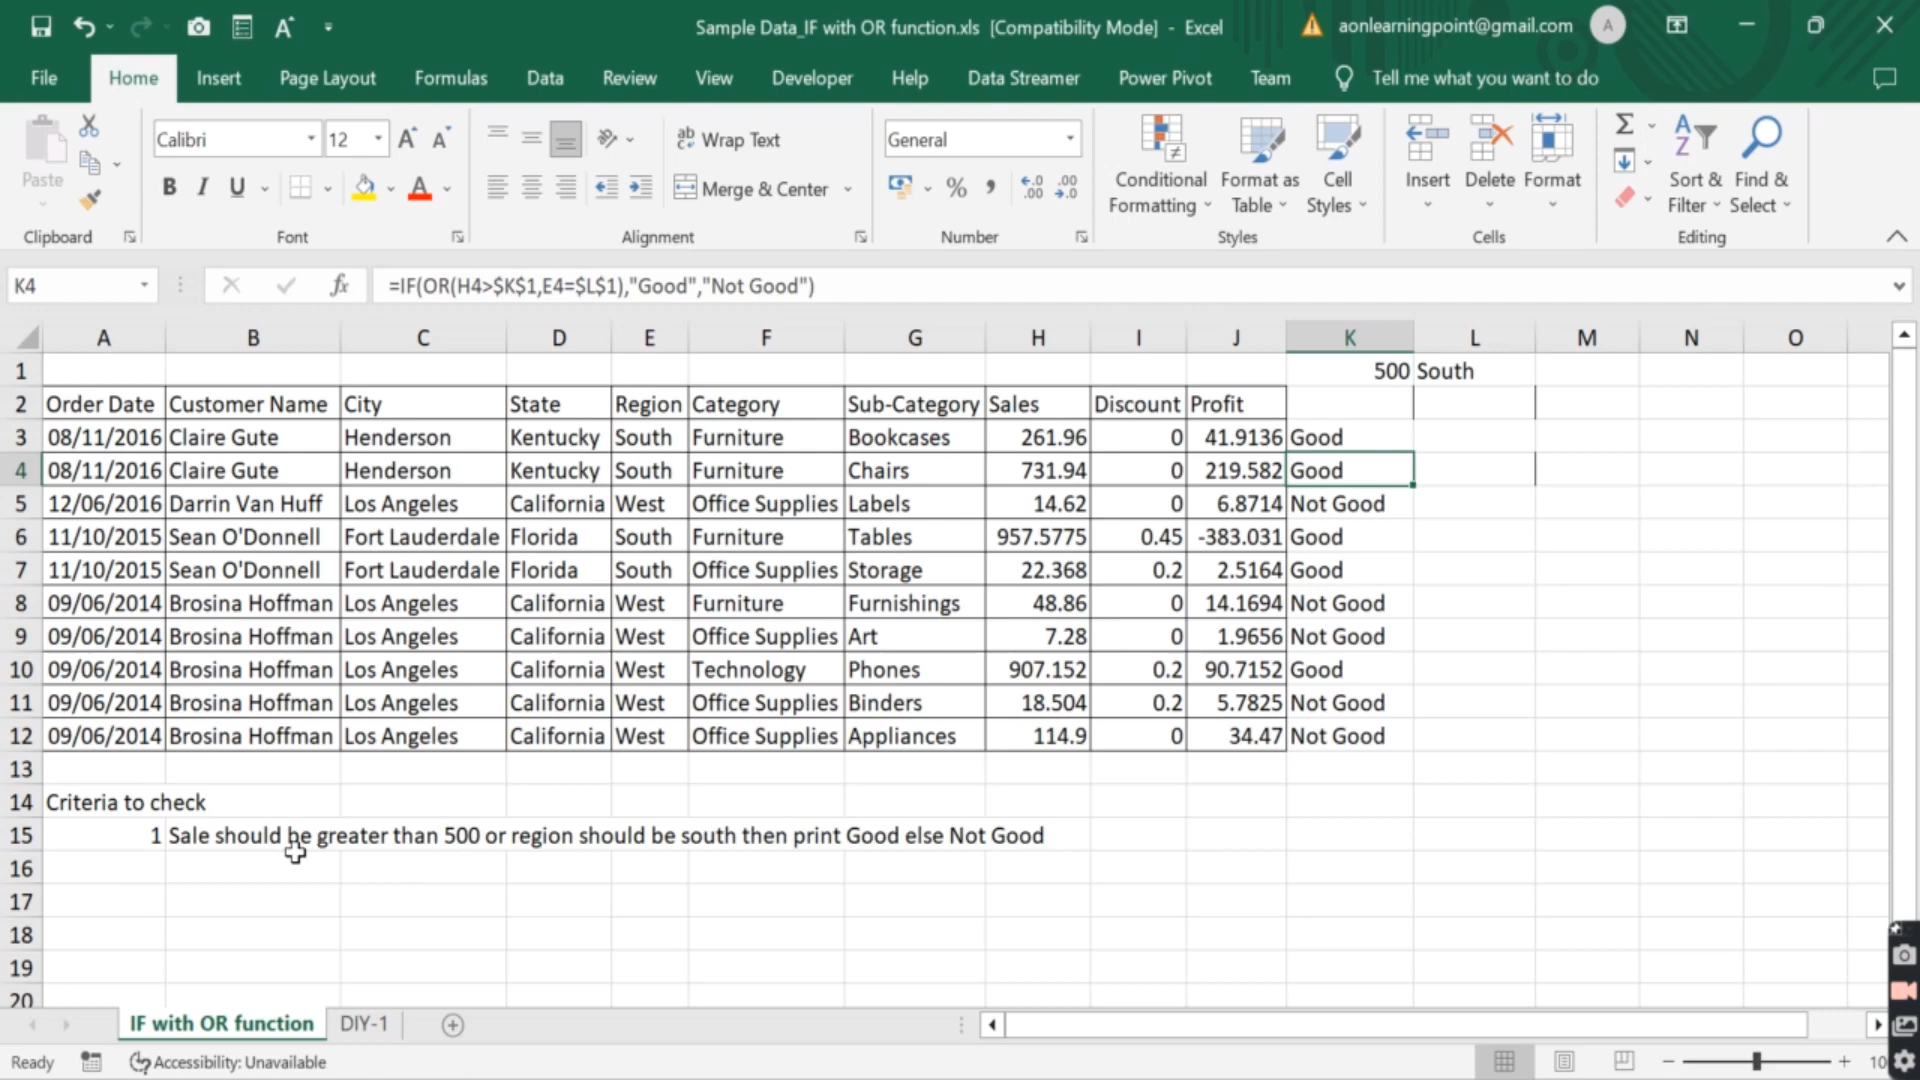 Sample Data_IF with OR function.xls [Compatibility Mode] - Excel
aonlearningpoint@gmail.com A
File Home Insert Page Layout Formulas Data Review View Developer Help Data Streamer Power Pivot Team Tell me what you want to do
Paste
Clipboard
Calibri 12
B I U
Font
ab Wrap Text
Merge & Center
Alignment
General
% , .00 .00
Number
Conditional Formatting
Format as Table
Cell Styles
Styles
Insert Delete Format
Cells
Sort & Filter
Find & Select
Editing
K4 fx =IF(OR(H4>$K$1,E4=$L$1),"Good","Not Good")
A B C D E F G H I J K L M N O
1 500 South
2 Order Date Customer Name City State Region Category Sub-Category Sales Discount Profit
3 08/11/2016 Claire Gute Henderson Kentucky South Furniture Bookcases 261.96 0 41.9136 Good
4 08/11/2016 Claire Gute Henderson Kentucky South Furniture Chairs 731.94 0 219.582 Good
5 12/06/2016 Darrin Van Huff Los Angeles California West Office Supplies Labels 14.62 0 6.8714 Not Good
6 11/10/2015 Sean O'Donnell Fort Lauderdale Florida South Furniture Tables 957.5775 0.45 -383.031 Good
7 11/10/2015 Sean O'Donnell Fort Lauderdale Florida South Office Supplies Storage 22.368 0.2 2.5164 Good
8 09/06/2014 Brosina Hoffman Los Angeles California West Furniture Furnishings 48.86 0 14.1694 Not Good
9 09/06/2014 Brosina Hoffman Los Angeles California West Office Supplies Art 7.28 0 1.9656 Not Good
10 09/06/2014 Brosina Hoffman Los Angeles California West Technology Phones 907.152 0.2 90.7152 Good
11 09/06/2014 Brosina Hoffman Los Angeles California West Office Supplies Binders 18.504 0.2 5.7825 Not Good
12 09/06/2014 Brosina Hoffman Los Angeles California West Office Supplies Appliances 114.9 0 34.47 Not Good
13
14 Criteria to check
15 1 Sale should be greater than 500 or region should be south then print Good else Not Good
16
17
18
19
20
IF with OR function DIY-1
Ready Accessibility: Unavailable 10